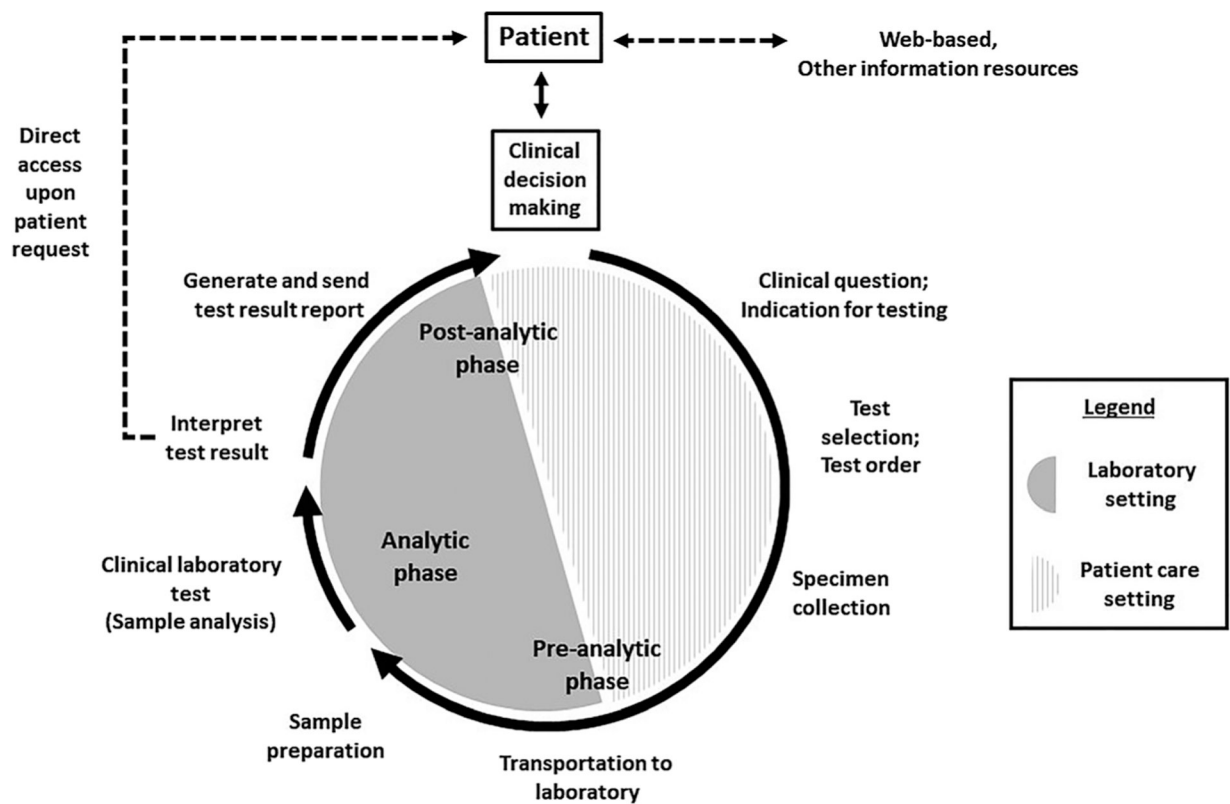 Patient
Web-based,
Other information resources
Direct
access
upon
patient
request
Clinical
decision
making
Generate and send
test result report
Clinical question;
Indication for testing
Post-analytic
phase
Interpret
test result
Test
selection;
Test order
Legend
Laboratory
setting
Patient care
setting
Analytic
phase
Clinical laboratory
test
(Sample analysis)
Specimen
collection
Pre-analytic
phase
Sample
preparation
Transportation to
laboratory